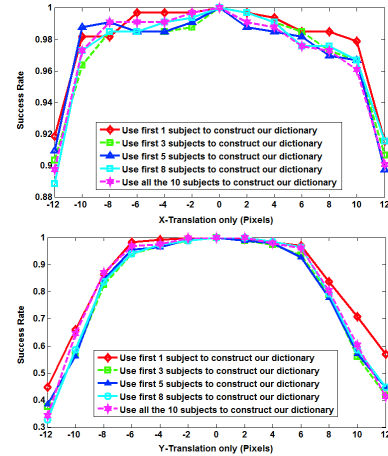 1
0.98
0.96
0.94
0.92
0.9
0.88
Success Rate
Use first 1 subject to construct our dictionary
Use first 3 subjects to construct our dictionary
Use first 5 subjects to construct our dictionary
Use first 8 subjects to construct our dictionary
Use all the 10 subjects to construct our dictionary
-12 -10 -8 -6 -4 -2 0 2 4 6 8 10 12
X-Translation only (Pixels)
1
0.9
0.8
0.7
0.6
0.5
0.4
0.3
Success Rate
Use first 1 subject to construct our dictionary
Use first 3 subjects to construct our dictionary
Use first 5 subjects to construct our dictionary
Use first 8 subjects to construct our dictionary
Use all the 10 subjects to construct our dictionary
-12 -10 -8 -6 -4 -2 0 2 4 6 8 10 12
Y-Translation only (Pixels)